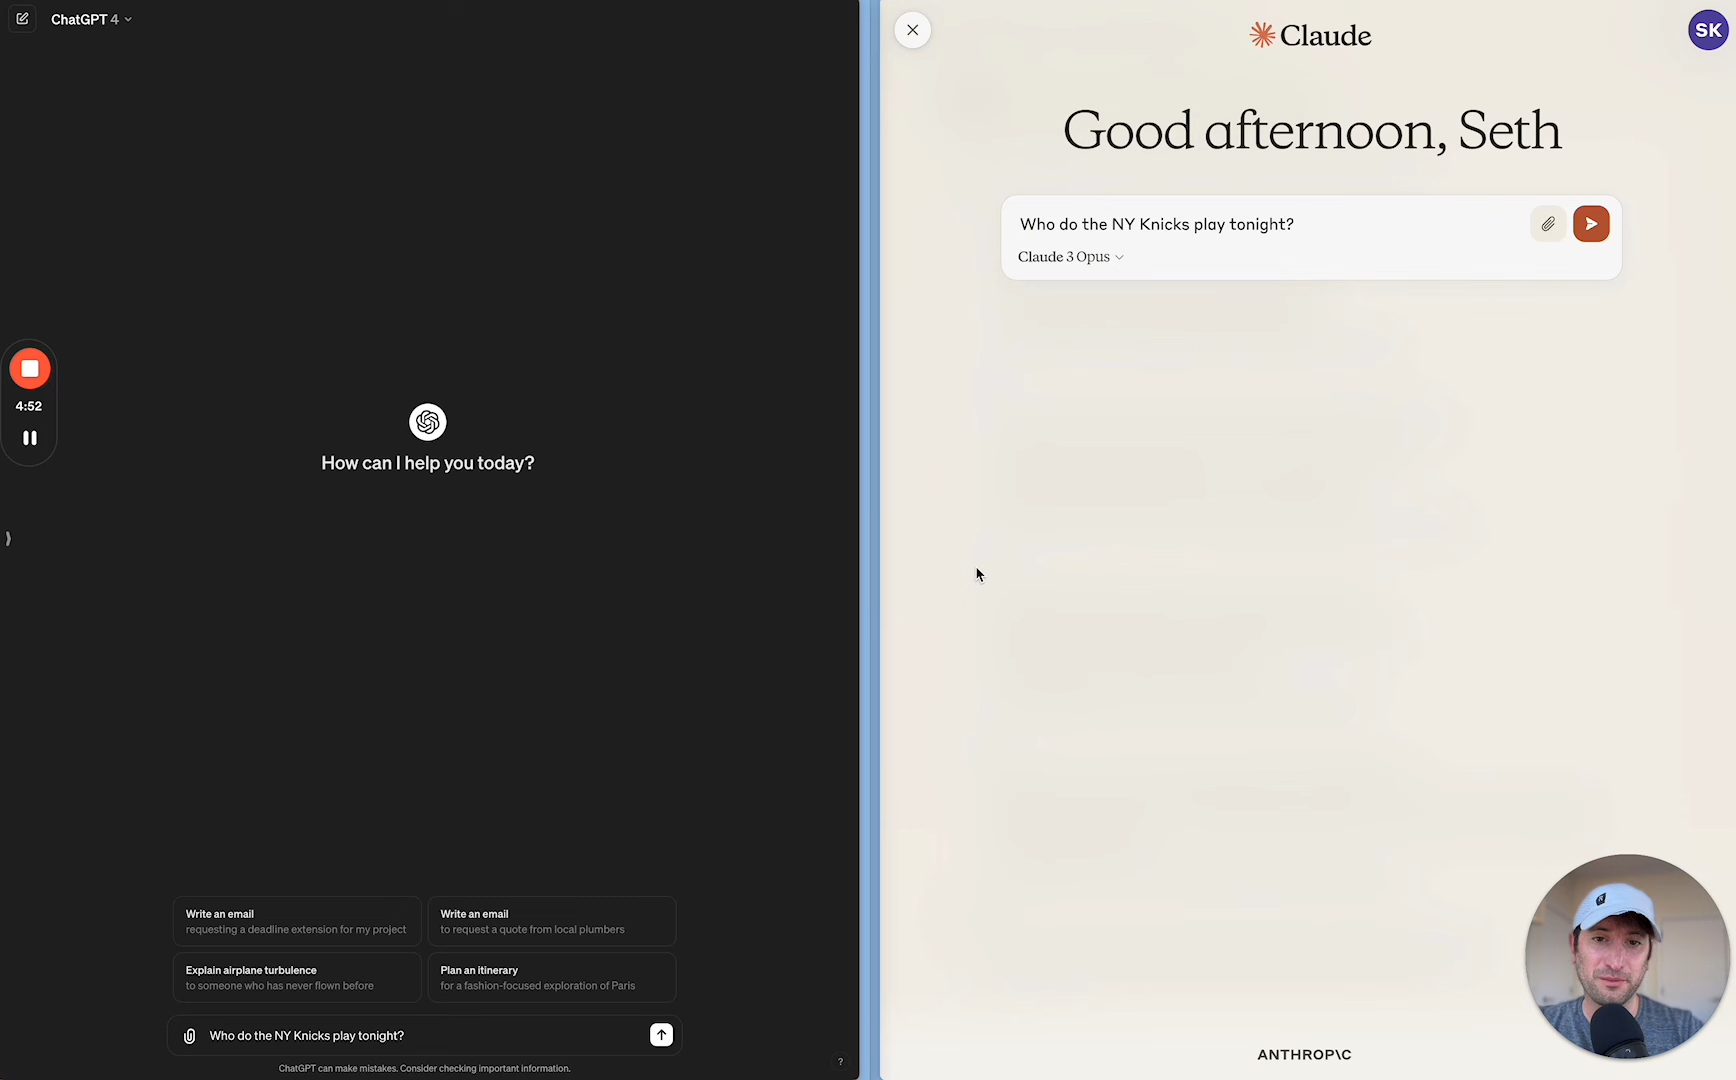 ChatGPT 4
4:52
How can I help you today?
Write an email
requesting a deadline extension for my project
Write an email
to request a quote from local plumbers
Explain airplane turbulence
to someone who has never flown before
Plan an itinerary
for a fashion-focused exploration of Paris
Who do the NY Knicks play tonight?
ChatGPT can make mistakes. Consider checking important information.
?
Claude
SK
Good afternoon, Seth
Who do the NY Knicks play tonight?
Claude 3 Opus
ANTHROP\C